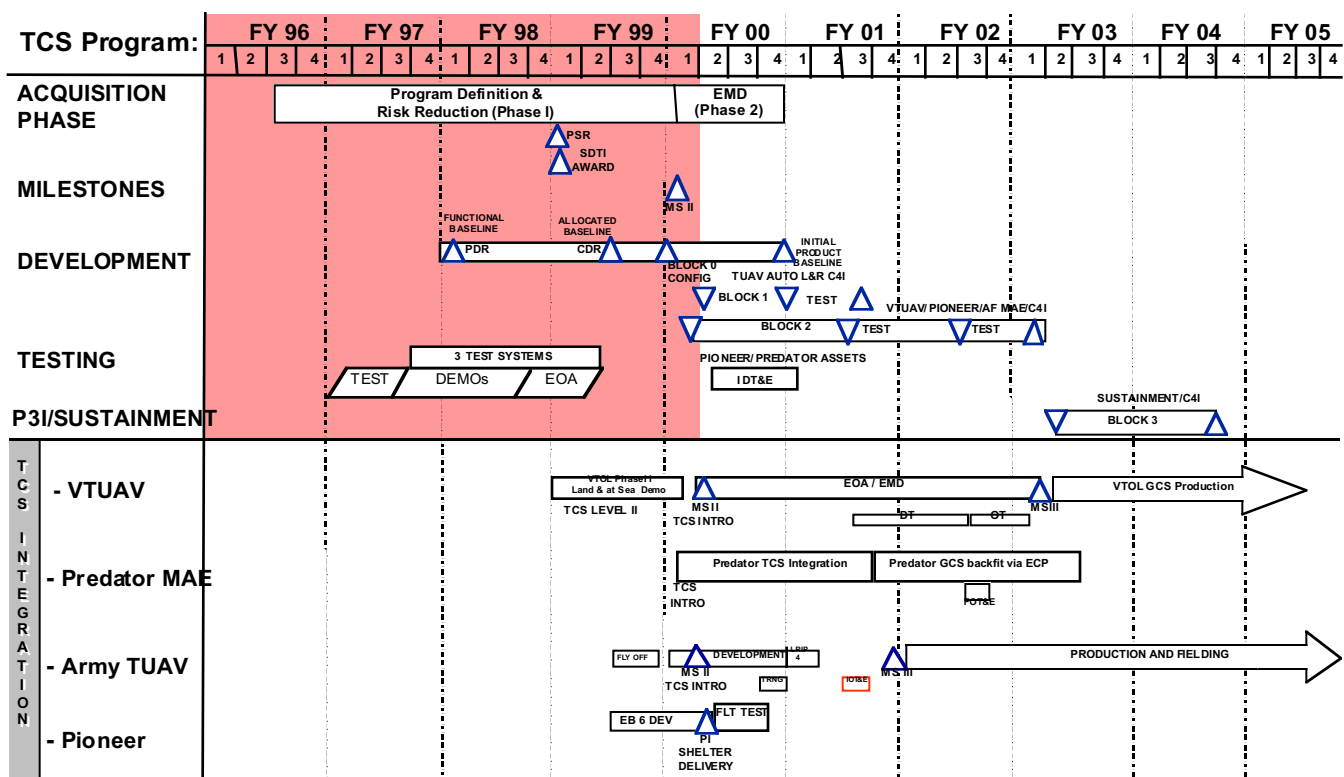 TCS Program:
FY 96 FY 97 FY 98 FY 99 FY 00 FY 01 FY 02 FY 03 FY 04 FY 05
1 2 3 4 1 2 3 4 1 2 3 4 1 2 3 4 1 2 3 4 1 2 3 4 1 2 3 4 1 2 3 4 1 2 3 4 1 2 3 4
ACQUISITION
PHASE
Program Definition &
Risk Reduction (Phase I)
EMD
(Phase 2)
PSR
SDTI
AWARD
MILESTONES
MS II
FUNCTIONAL
BASELINE
ALLOCATED
BASELINE
DEVELOPMENT
PDR
CDR
INITIAL
PRODUCT
BASELINE
BLOCK 0
CONFIG
TUAV AUTO L&R C4I
BLOCK 1
TEST
VTUAV/ PIONEER/AF MAE/C4I
BLOCK 2
TEST
TEST
TESTING
3 TEST SYSTEMS
TEST
DEMOs
EOA
PIONEER/ PREDATOR ASSETS
IDT&E
P3I/SUSTAINMENT
SUSTAINMENT/C4I
BLOCK 3
TCS INTEGRATION
- VTUAV
VTOL Phase I I
Land & at Sea Demo
TCS LEVEL II
EOA / EMD
MS II
TCS INTRO
MSIII
VTOL GCS Production
DT
OT
- Predator MAE
Predator TCS Integration
Predator GCS backfit via ECP
TCS
INTRO
FOT&E
- Army TUAV
FLY OFF
DEVELOPMENT
LRIP
4
PRODUCTION AND FIELDING
MS II
TCS INTRO
MS III
TRNG
IOT&E
- Pioneer
EB 6 DEV
FLT TEST
PI
SHELTER
DELIVERY